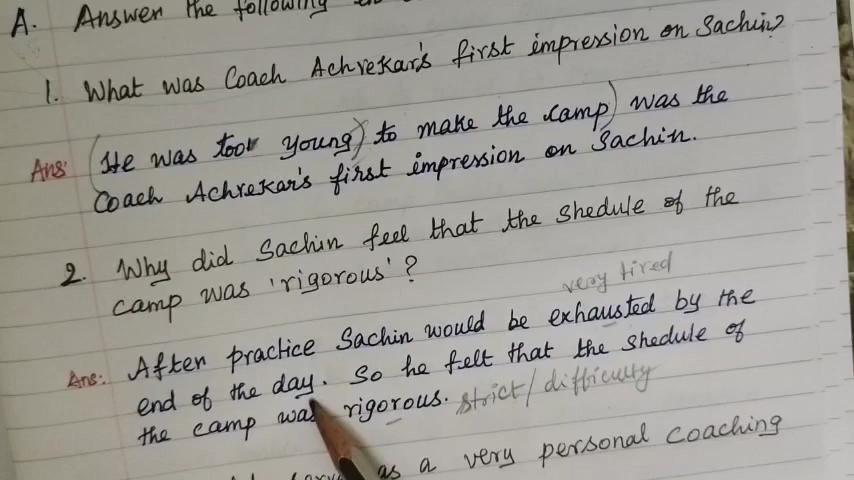 A. Answer the following
1. What was Coach Achrekar's first impression on Sachin?
Ans: (He was too young) to make the camp) was the
Coach Achrekar's first impression on Sachin.
2. Why did Sachin feel that the shedule of the
camp was 'rigorous'?
very tired
Ans: After practice Sachin would be exhausted by the
end of the day. So he felt that the shedule of
the camp was rigorous. strict/difficulty
as a very personal coaching